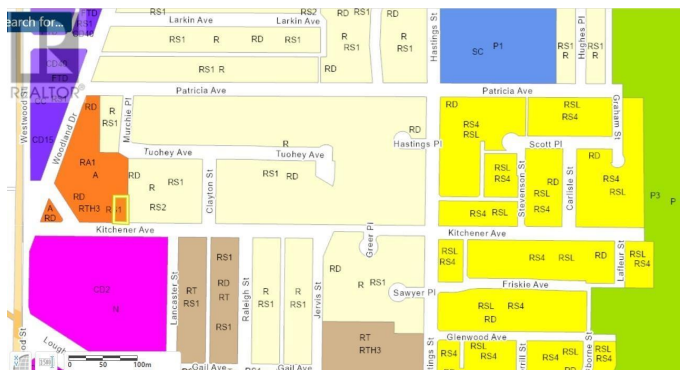 earch for...
TD
RS1
Larkin Ave
RS2
Larkin Ave
RS1 R RD RS1
RS1 R
RD
RD RS1
R
RS1
RD
R
RS1
Hastings St
SC P1
RS1
R
Hughes Pl
RS1
R
REALTOR®
Westwood St
CD15
Woodland Dr
Patricia Ave
Patricia Ave
RD
R
RS1
Murchie Pl
R
RD
Hastings Pl
RD
RS4
RSL
RSL
RS4 RD
Scott Pl
Graham St
RA1
A
RD
RTH3 RS1
A
RD
Tuohey Ave
Tuohey Ave
RD
R RS1
RS2
Clayton St
RS1 RD
RSL
RS4
Stevenson St
RD
RSL
RS4
Carlisle St
RD
RS4
RSL
RS4 RSL
P3 P
Kitchener Ave
Kitchener Ave
CD2
N
Lancaster St
RT
RS1
RS1
RD
RT
RS1
Raleigh St
R
RS1
R
RS1
Jervis St
Greer Pl
RD
R RS1
Sawyer Pl
RT
RTH3
RSL
RS4
RS4 RSL RD
Lafleur St
RSL
RS4
Friskie Ave
RSL RS4
RD
Glenwood Ave
RS4
RSL
RS4
RD
RSL
RS4
RSL
RS4
Gail Ave
Gail Ave
0 50 100m